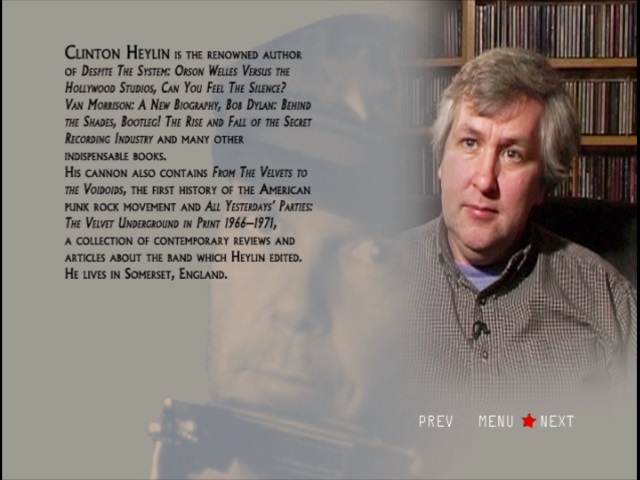 CLINTON HEYLIN IS THE RENOWNED AUTHOR
OF DESPITE THE SYSTEM: ORSON WELLES VERSUS THE
HOLLYWOOD STUDIOS, CAN YOU FEEL THE SILENCE?
VAN MORRISON: A NEW BIOGRAPHY, BOB DYLAN: BEHIND
THE SHADES, BOOTLEG! THE RISE AND FALL OF THE SECRET
RECORDING INDUSTRY AND MANY OTHER
INDISPENSABLE BOOKS.
HIS CANNON ALSO CONTAINS FROM THE VELVETS TO
THE VOIDOIDS, THE FIRST HISTORY OF THE AMERICAN
PUNK ROCK MOVEMENT AND ALL YESTERDAYS' PARTIES:
THE VELVET UNDERGROUND IN PRINT 1966–1971,
A COLLECTION OF CONTEMPORARY REVIEWS AND
ARTICLES ABOUT THE BAND WHICH HEYLIN EDITED.
HE LIVES IN SOMERSET, ENGLAND.
PREV MENU NEXT